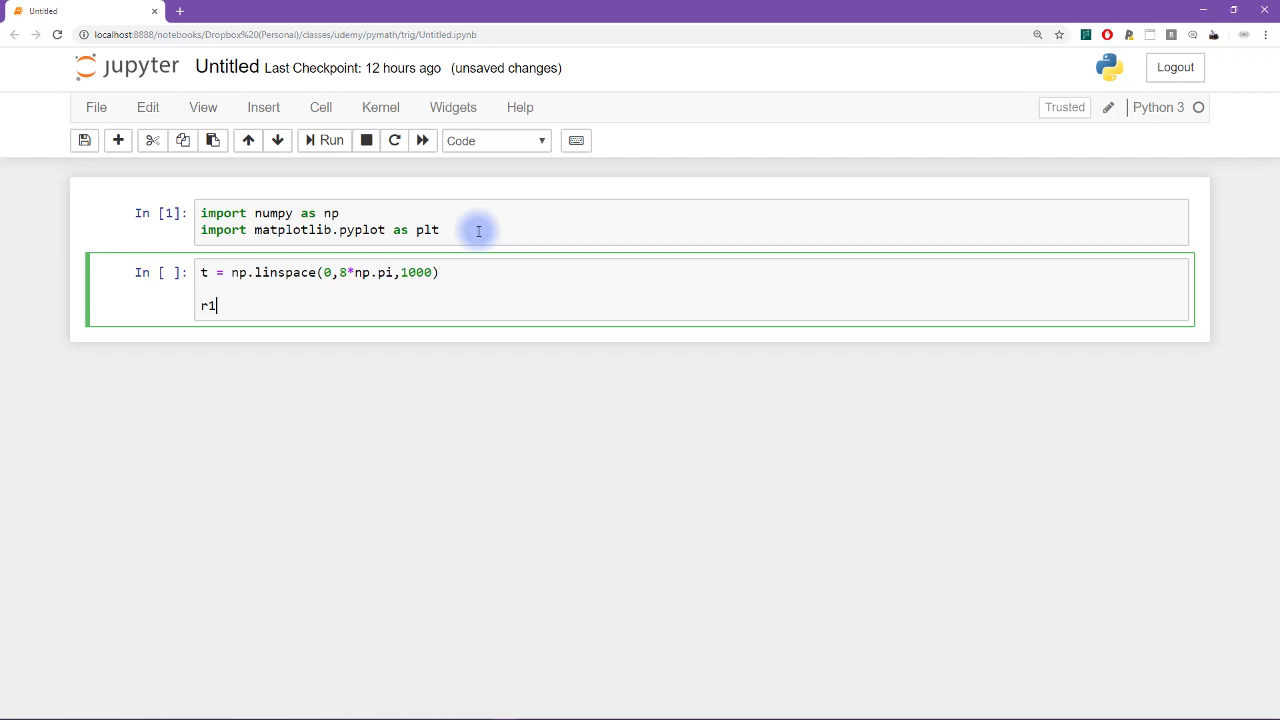 Untitled
localhost:8888/notebooks/Dropbox%20(Personal)/classes/udemy/pymath/trig/Untitled.ipynb
jupyter Untitled Last Checkpoint: 12 hours ago (unsaved changes) Logout
File Edit View Insert Cell Kernel Widgets Help Trusted Python 3
Run Code
In [1]: import numpy as np
import matplotlib.pyplot as plt
In [ ]: t = np.linspace(0,8*np.pi,1000)
r1